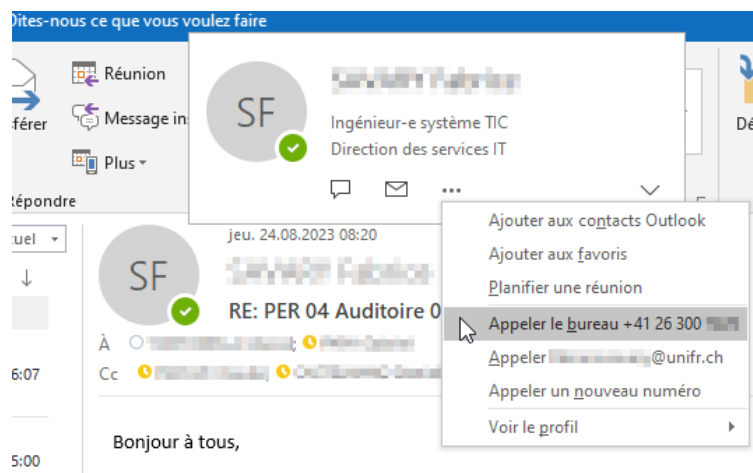 Dites-nous ce que vous voulez faire
Réunion
Message in
Plus
férer
Répondre
SF
Ingénieur-e système TIC
Direction des services IT
Dé
Ajouter aux contacts Outlook
Ajouter aux favoris
Planifier une réunion
Appeler le bureau +41 26 300
Appeler @unifr.ch
Appeler un nouveau numéro
Voir le profil
tuel
6:07
5:00
SF
jeu. 24.08.2023 08:20
RE: PER 04 Auditoire 0
À
Cc
Bonjour à tous,